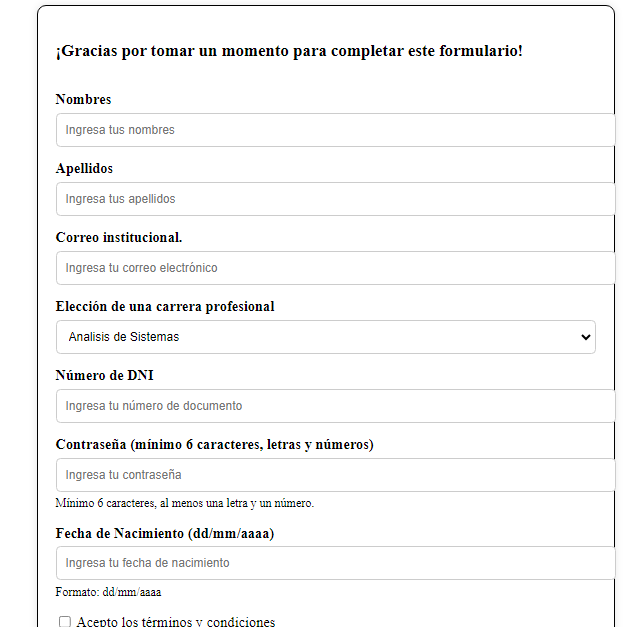 ¡Gracias por tomar un momento para completar este formulario!
Nombres
Ingresa tus nombres
Apellidos
Ingresa tus apellidos
Correo institucional.
Ingresa tu correo electrónico
Elección de una carrera profesional
Analisis de Sistemas
Número de DNI
Ingresa tu número de documento
Contraseña (mínimo 6 caracteres, letras y números)
Ingresa tu contraseña
Mínimo 6 caracteres, al menos una letra y un número.
Fecha de Nacimiento (dd/mm/aaaa)
Ingresa tu fecha de nacimiento
Formato: dd/mm/aaaa
Acepto los términos y condiciones